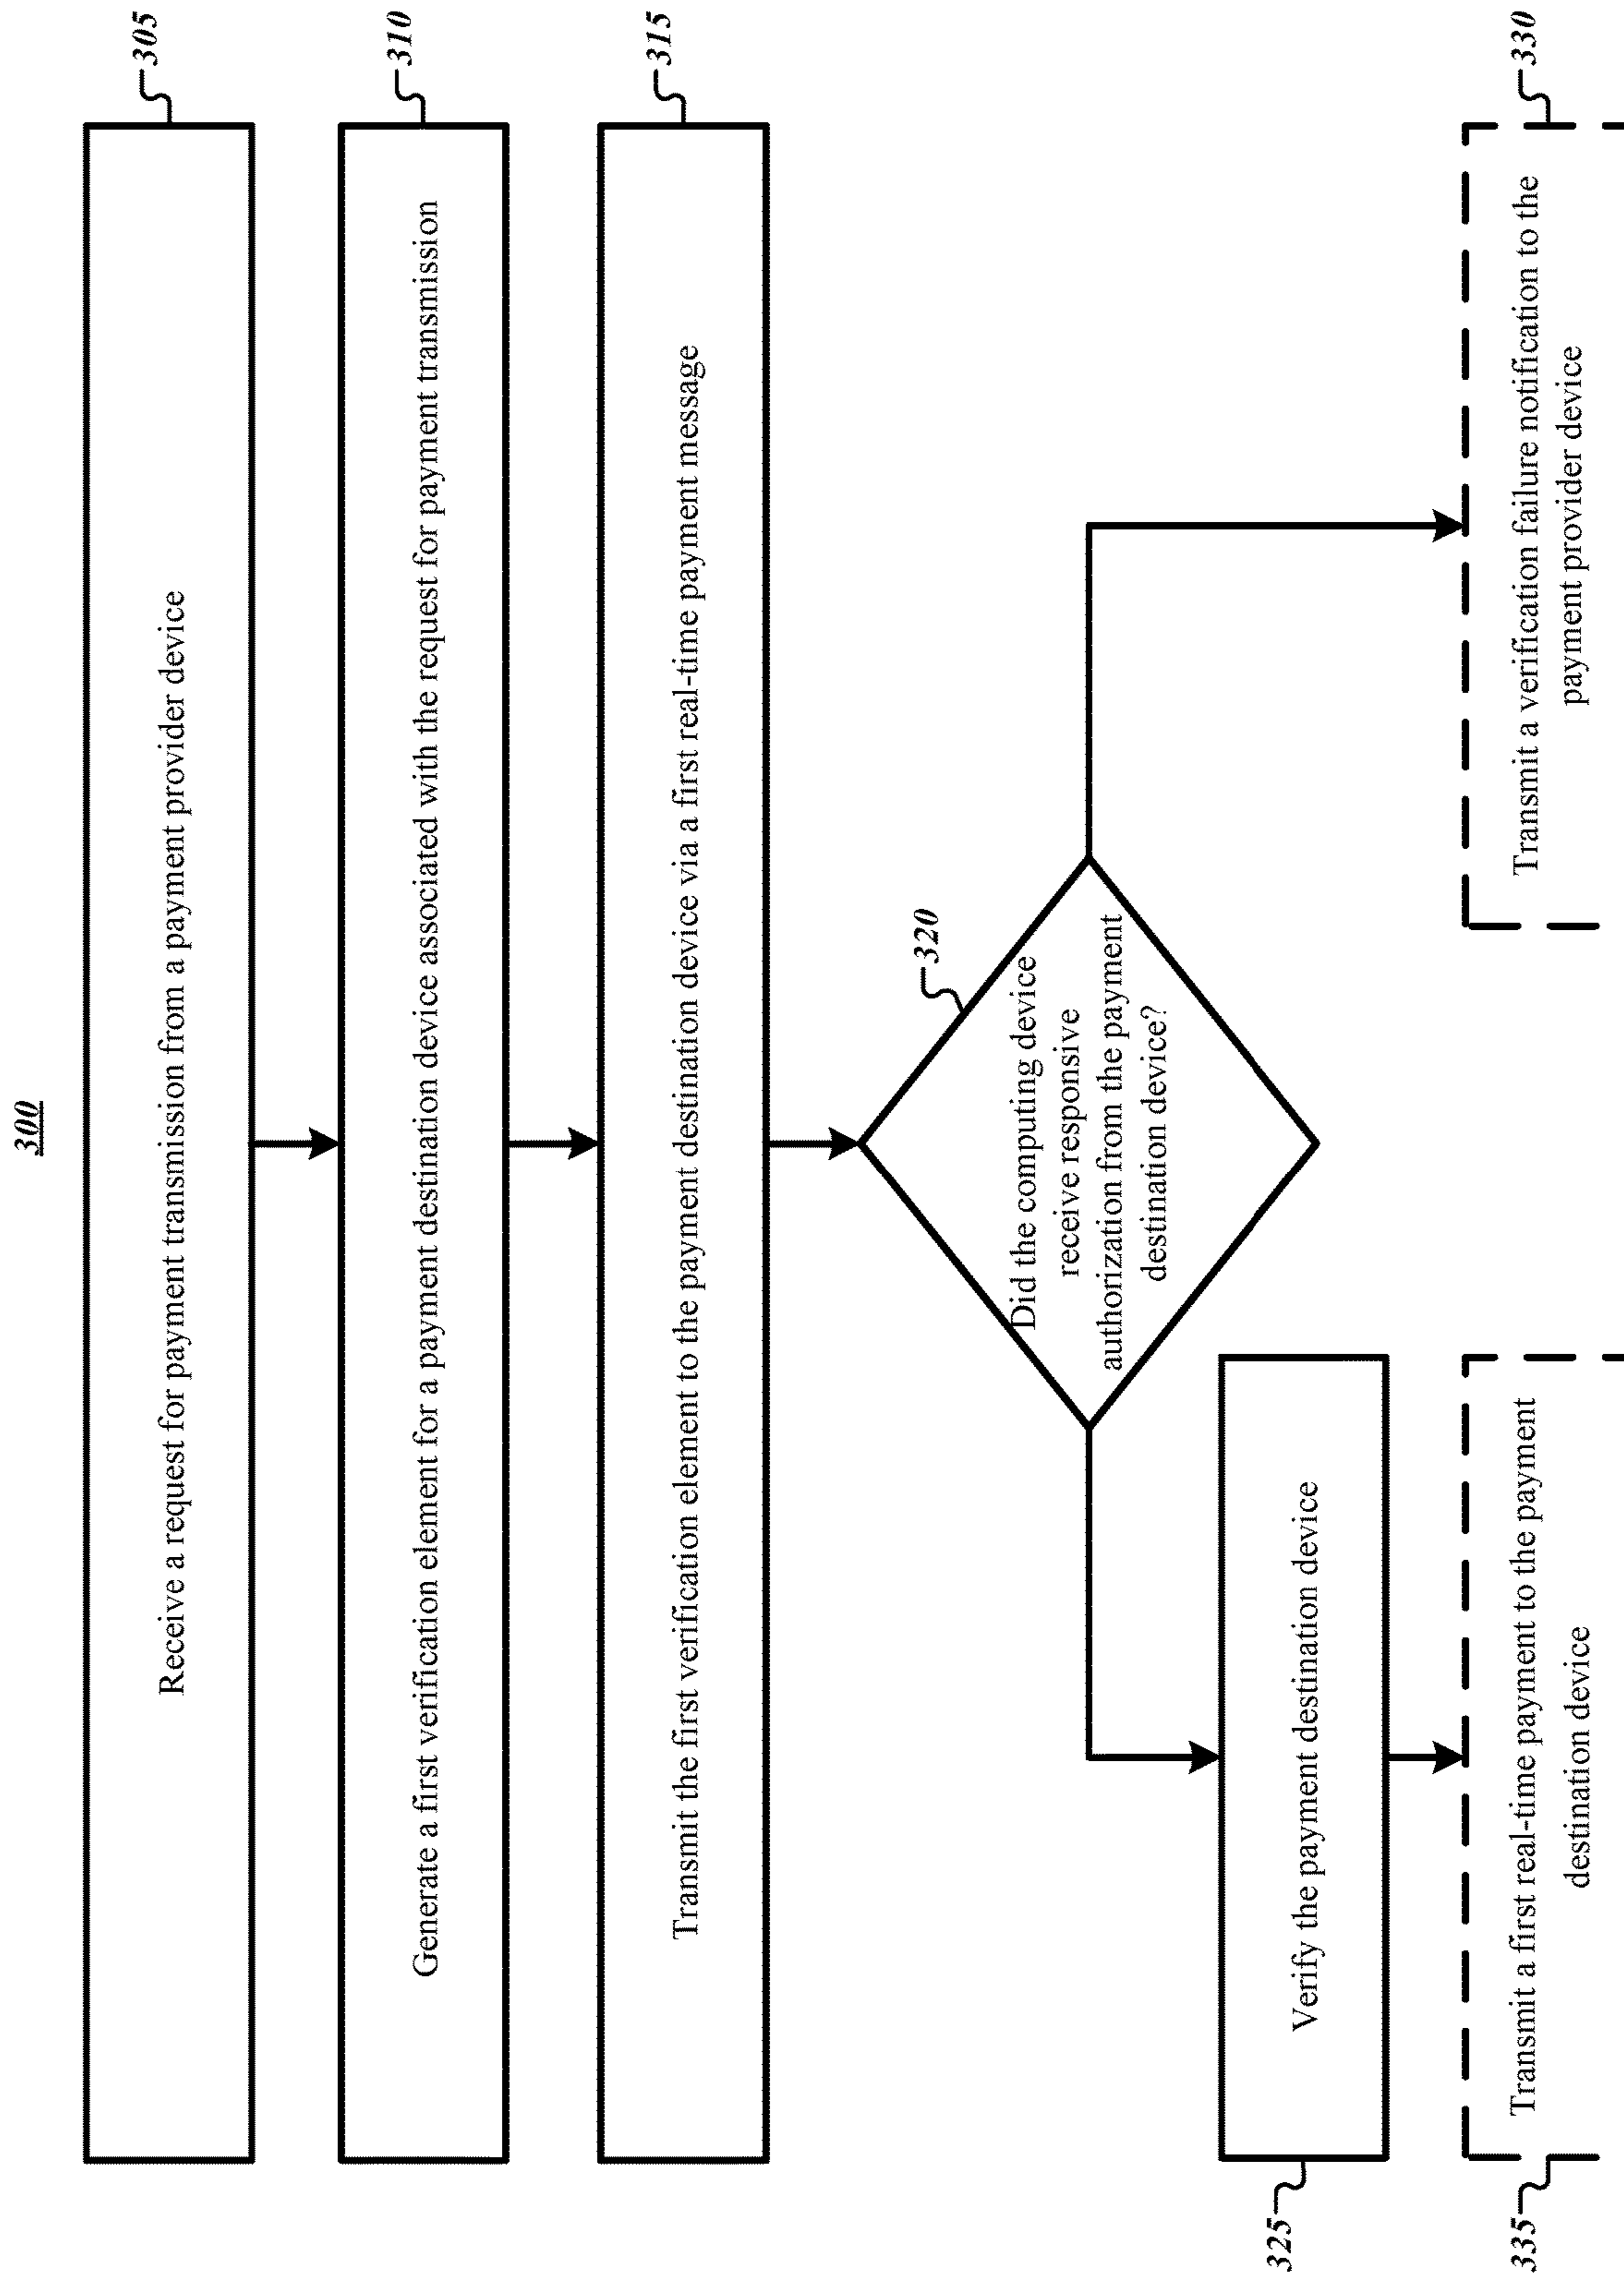 300
Receive a request for payment transmission from a payment provider device
305
Generate a first verification element for a payment destination device associated with the request for payment transmission
310
Transmit the first verification element to the payment destination device via a first real-time payment message
315
320
Did the computing device
receive responsive
authorization from the payment
destination device?
325
Verify the payment destination device
335
Transmit a first real-time payment to the payment
destination device
Transmit a verification failure notification to the
payment provider device
330